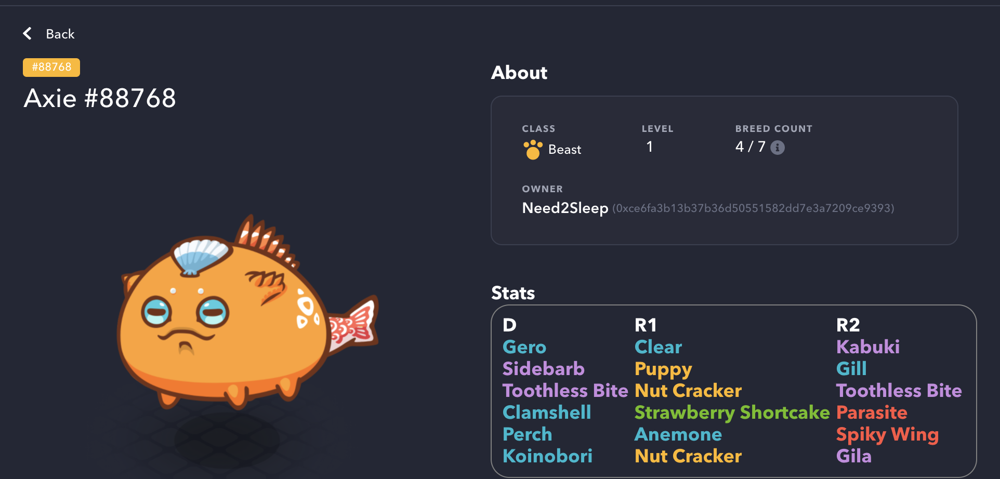 Back
#88768
Axie #88768
About
CLASS LEVEL BREED COUNT
Beast 1 4 / 7
OWNER
Need2Sleep (0xce6fa3b13b37b36d50551582dd7e3a7209ce9393)
Stats
D R1 R2
Gero Clear Kabuki
Sidebarb Puppy Gill
Toothless Bite Nut Cracker Toothless Bite
Clamshell Strawberry Shortcake Parasite
Perch Anemone Spiky Wing
Koinobori Nut Cracker Gila